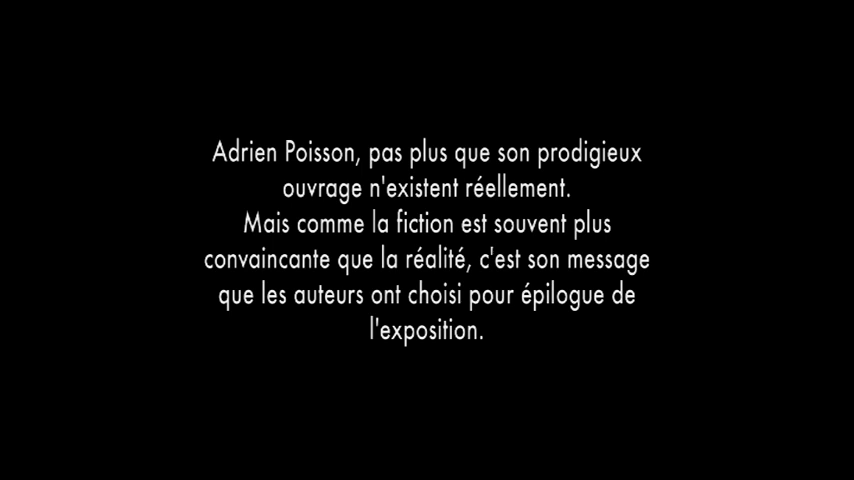 Adrien Poisson, pas plus que son prodigieux
ouvrage n'existent réellement.
Mais comme la fiction est souvent plus
convaincante que la réalité, c'est son message
que les auteurs ont choisi pour épilogue de
l'exposition.